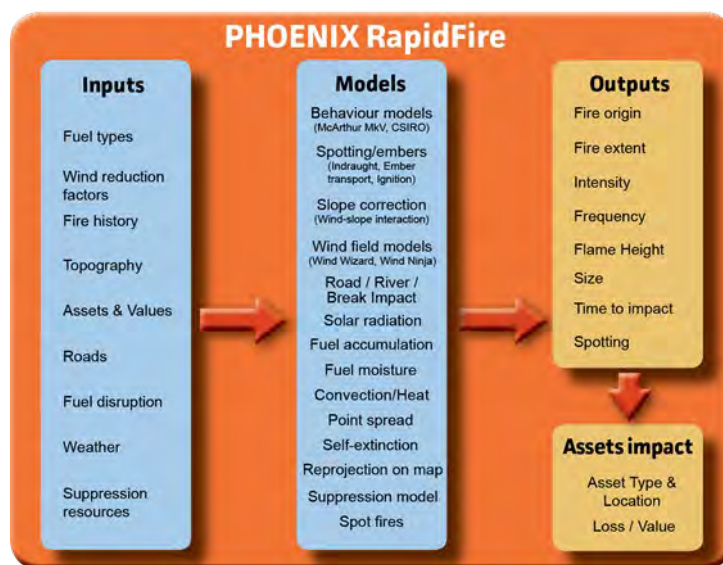 PHOENIX RapidFire
Inputs
Fuel types
Wind reduction
factors
Fire history
Topography
Assets & Values
Roads
Fuel disruption
Weather
Suppression
resources
Models
Behaviour models
(McArthur MkV, CSIRO)
Spotting/embers
(Indraught, Ember
transport, Ignition)
Slope correction
(Wind-slope interaction)
Wind field models
(Wind Wizard, Wind Ninja)
Road / River /
Break Impact
Solar radiation
Fuel accumulation
Fuel moisture
Convection/Heat
Point spread
Self-extinction
Reprojection on map
Suppression model
Spot fires
Outputs
Fire origin
Fire extent
Intensity
Frequency
Flame Height
Size
Time to impact
Spotting
Assets impact
Asset Type &
Location
Loss / Value